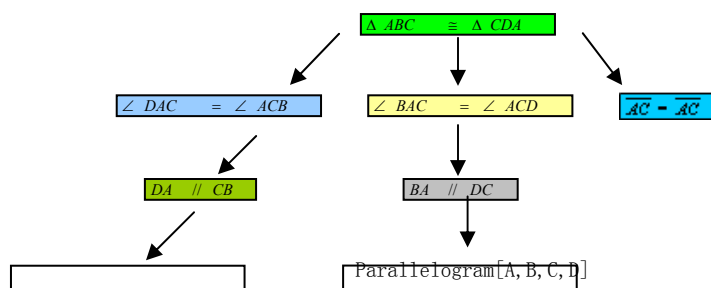 Δ ABC ≅ Δ CDA
∠ DAC = ∠ ACB
∠ BAC = ∠ ACD
AC = AC
DA // CB
BA // DC
Parallelogram[A,B,C,D]